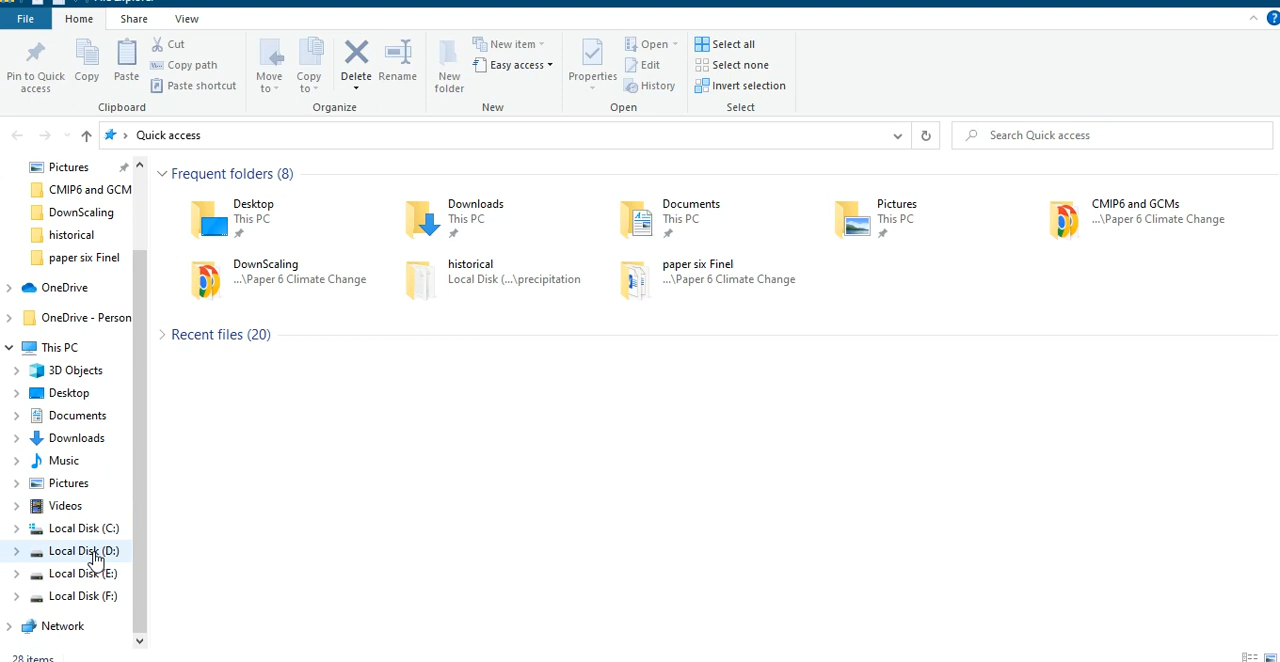 File Explorer
File
Home
Share
View
Pin to Quick access
Copy
Paste
Cut
Copy path
Paste shortcut
Clipboard
Move to
Copy to
Delete
Rename
Organize
New folder
New item
Easy access
New
Properties
Open
Edit
History
Open
Select all
Select none
Invert selection
Select
Quick access
Search Quick access
Pictures
CMIP6 and GCM
DownScaling
historical
paper six Finel
OneDrive
OneDrive - Person
This PC
3D Objects
Desktop
Documents
Downloads
Music
Pictures
Videos
Local Disk (C:)
Local Disk (D:)
Local Disk (E:)
Local Disk (F:)
Network
Frequent folders (8)
Desktop
This PC
Downloads
This PC
Documents
This PC
Pictures
This PC
CMIP6 and GCMs
...\Paper 6 Climate Change
DownScaling
...\Paper 6 Climate Change
historical
Local Disk (...\precipitation
paper six Finel
...\Paper 6 Climate Change
Recent files (20)
28 items